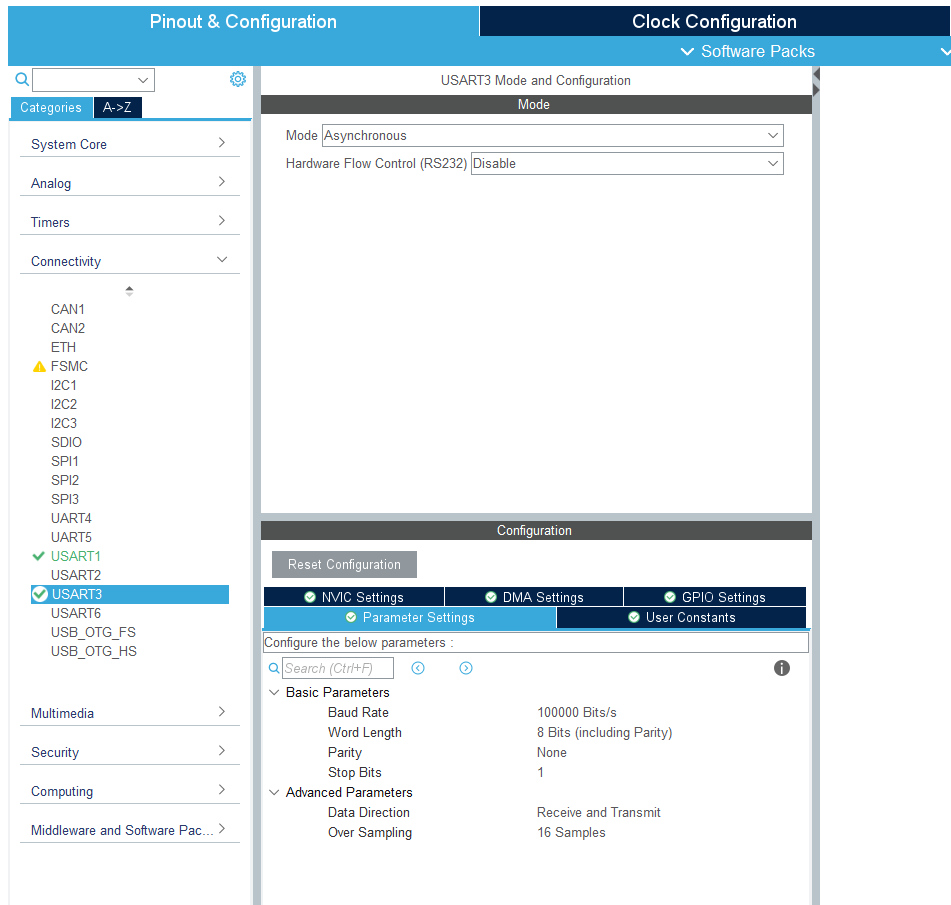 Pinout & Configuration
Clock Configuration
Software Packs
Categories
A->Z
System Core
Analog
Timers
Connectivity
CAN1
CAN2
ETH
FSMC
I2C1
I2C2
I2C3
SDIO
SPI1
SPI2
SPI3
UART4
UART5
USART1
USART2
USART3
USART6
USB_OTG_FS
USB_OTG_HS
Multimedia
Security
Computing
Middleware and Software Pac...
USART3 Mode and Configuration
Mode
Mode Asynchronous
Hardware Flow Control (RS232) Disable
Configuration
Reset Configuration
NVIC Settings
DMA Settings
GPIO Settings
Parameter Settings
User Constants
Configure the below parameters :
Search (Ctrl+F)
Basic Parameters
Baud Rate 100000 Bits/s
Word Length 8 Bits (including Parity)
Parity None
Stop Bits 1
Advanced Parameters
Data Direction Receive and Transmit
Over Sampling 16 Samples